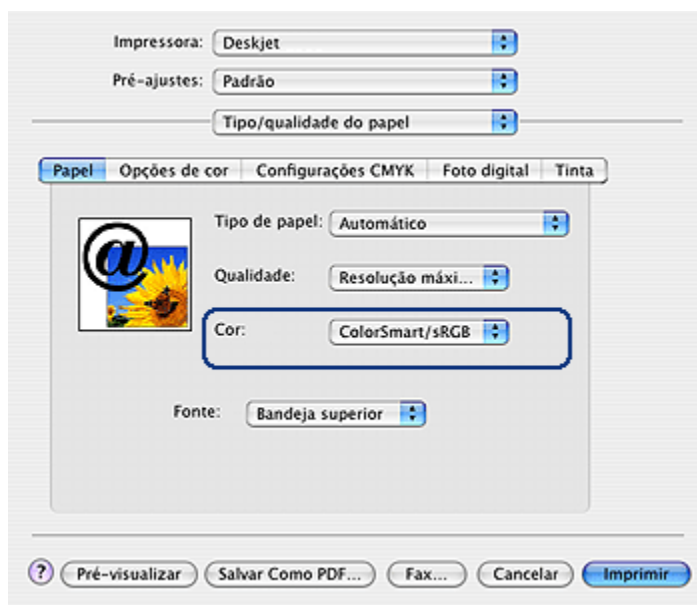 Impressora: Deskjet
Pré-ajustes: Padrão
Tipo/qualidade do papel
Papel Opções de cor Configurações CMYK Foto digital Tinta
@
Tipo de papel: Automático
Qualidade: Resolução máxi...
Cor: ColorSmart/sRGB
Fonte: Bandeja superior
? Pré-visualizar Salvar Como PDF... Fax... Cancelar Imprimir